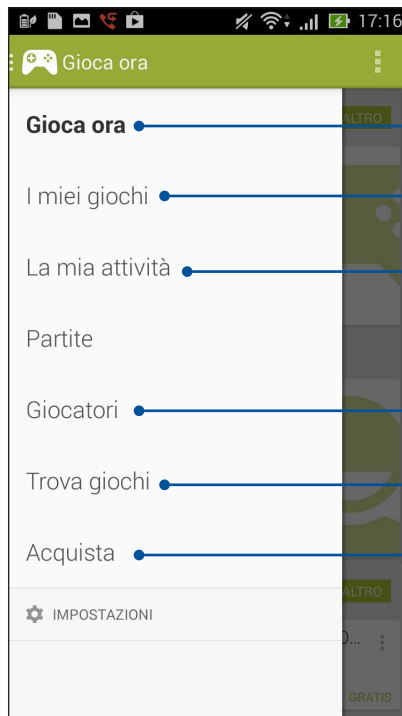 17:16
Gioca ora
ALTRO
Gioca ora
I miei giochi
La mia attività
Partite
Giocatori
Trova giochi
Acquista
ALTRO
IMPOSTAZIONI
O...
GRATIS